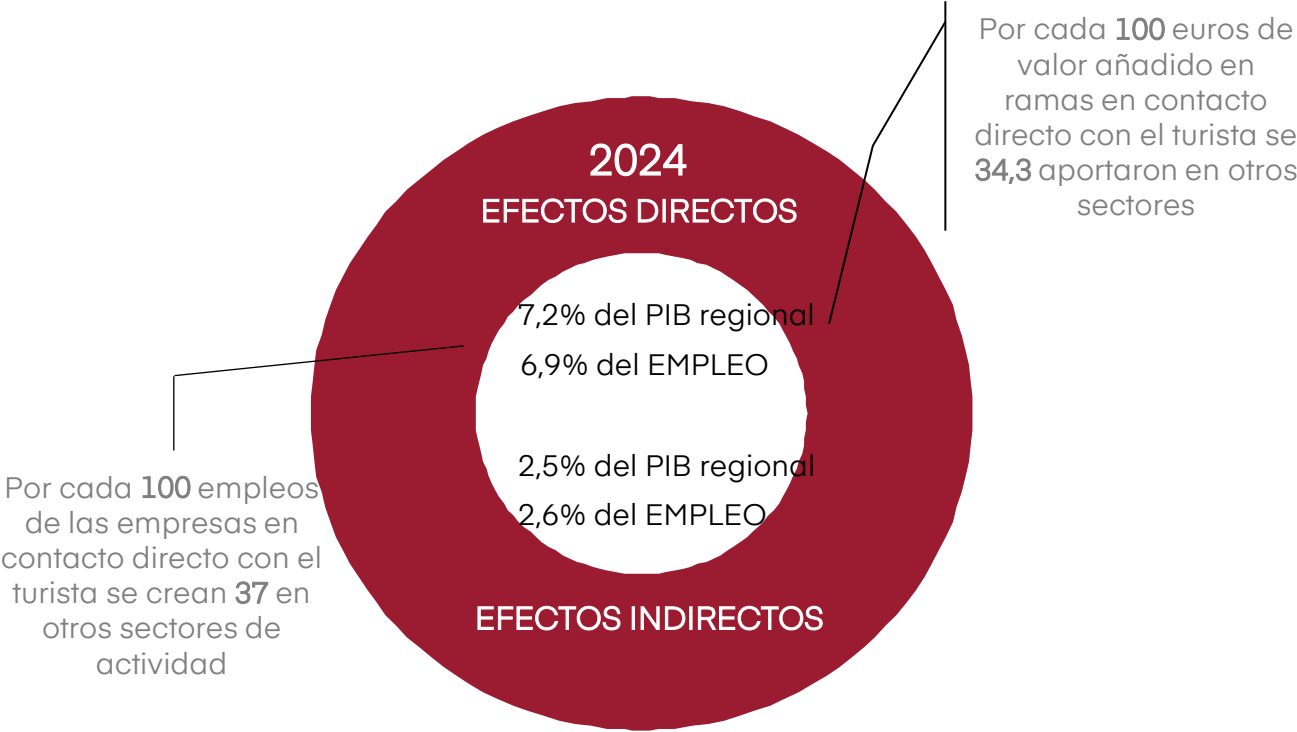 Por cada 100 euros de
valor añadido en
ramas en contacto
directo con el turista se
34,3 aportaron en otros
sectores
2024
EFECTOS DIRECTOS
7,2% del PIB regional
6,9% del EMPLEO
2,5% del PIB regional
2,6% del EMPLEO
EFECTOS INDIRECTOS
Por cada 100 empleos
de las empresas en
contacto directo con el
turista se crean 37 en
otros sectores de
actividad